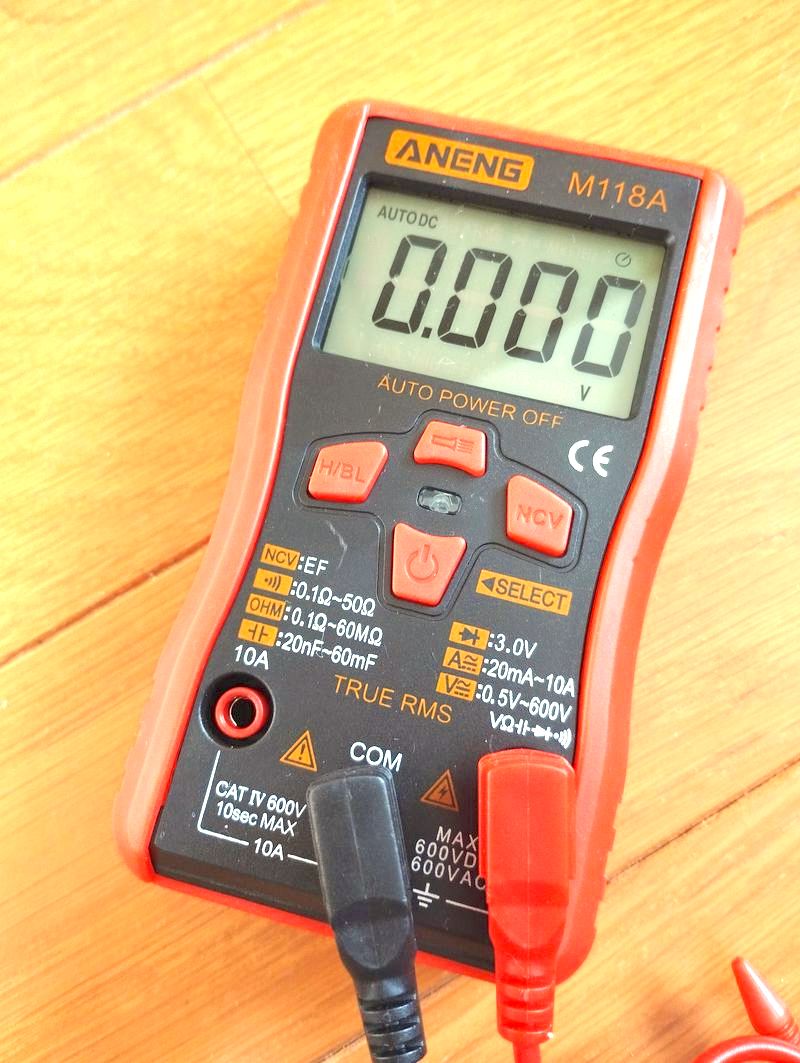 ANENG
M118A
AUTO DC
0.000
V
AUTO POWER OFF
CE
H/BL
NCV
NCV:EF
:0.1Ω~50Ω
OHM:0.1Ω~60MΩ
:20nF~60mF
◀SELECT
:3.0V
A:20mA~10A
V:0.5V~600V
VΩ
10A
TRUE RMS
COM
CAT IV 600V
10sec MAX
10A
MAX
600VD
600VAC